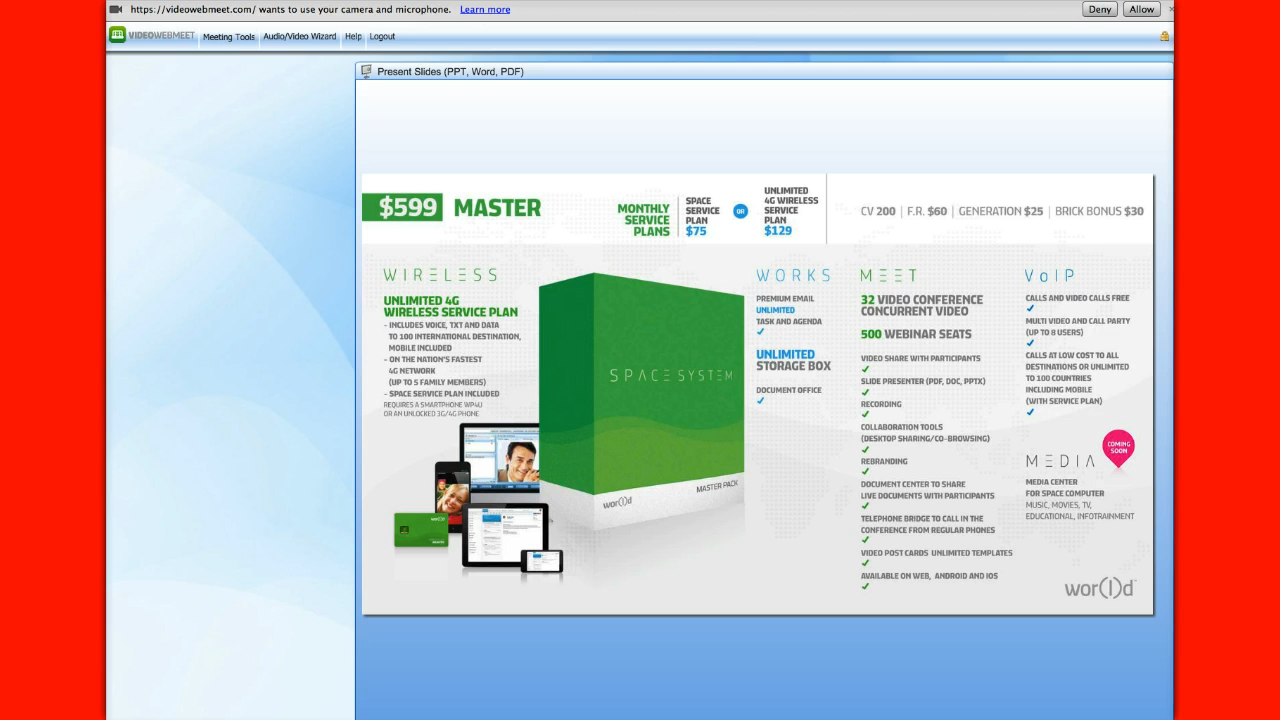 https://videowebmeet.com/ wants to use your camera and microphone. Learn more
Deny
Allow
VIDEOWEBMEET
Meeting Tools
Audio/Video Wizard
Help
Logout
Present Slides (PPT, Word, PDF)
$599 MASTER
MONTHLY
SERVICE
PLANS
SPACE
SERVICE
PLAN
$75
OR
UNLIMITED
4G WIRELESS
SERVICE
PLAN
$129
CV 200 | F.R. $60 | GENERATION $25 | BRICK BONUS $30
WIRELESS
UNLIMITED 4G
WIRELESS SERVICE PLAN
- INCLUDES VOICE, TXT AND DATA
TO 100 INTERNATIONAL DESTINATION,
MOBILE INCLUDED
- ON THE NATION'S FASTEST
4G NETWORK
(UP TO 5 FAMILY MEMBERS)
- SPACE SERVICE PLAN INCLUDED
REQUIRES A SMARTPHONE WP4U
OR AN UNLOCKED 3G/4G PHONE
SPACE SYSTEM
wor(l)d
MASTER PACK
WORKS
PREMIUM EMAIL
UNLIMITED
TASK AND AGENDA
UNLIMITED
STORAGE BOX
DOCUMENT OFFICE
MEET
32 VIDEO CONFERENCE
CONCURRENT VIDEO
500 WEBINAR SEATS
VIDEO SHARE WITH PARTICIPANTS
SLIDE PRESENTER (PDF, DOC, PPTX)
RECORDING
COLLABORATION TOOLS
(DESKTOP SHARING/CO-BROWSING)
REBRANDING
DOCUMENT CENTER TO SHARE
LIVE DOCUMENTS WITH PARTICIPANTS
TELEPHONE BRIDGE TO CALL IN THE
CONFERENCE FROM REGULAR PHONES
VIDEO POST CARDS UNLIMITED TEMPLATES
AVAILABLE ON WEB, ANDROID AND IOS
VoIP
CALLS AND VIDEO CALLS FREE
MULTI VIDEO AND CALL PARTY
(UP TO 8 USERS)
CALLS AT LOW COST TO ALL
DESTINATIONS OR UNLIMITED
TO 100 COUNTRIES
INCLUDING MOBILE
(WITH SERVICE PLAN)
COMING
SOON
MEDIA
MEDIA CENTER
FOR SPACE COMPUTER
MUSIC, MOVIES, TV,
EDUCATIONAL, INFOTRAINMENT
wor(l)d